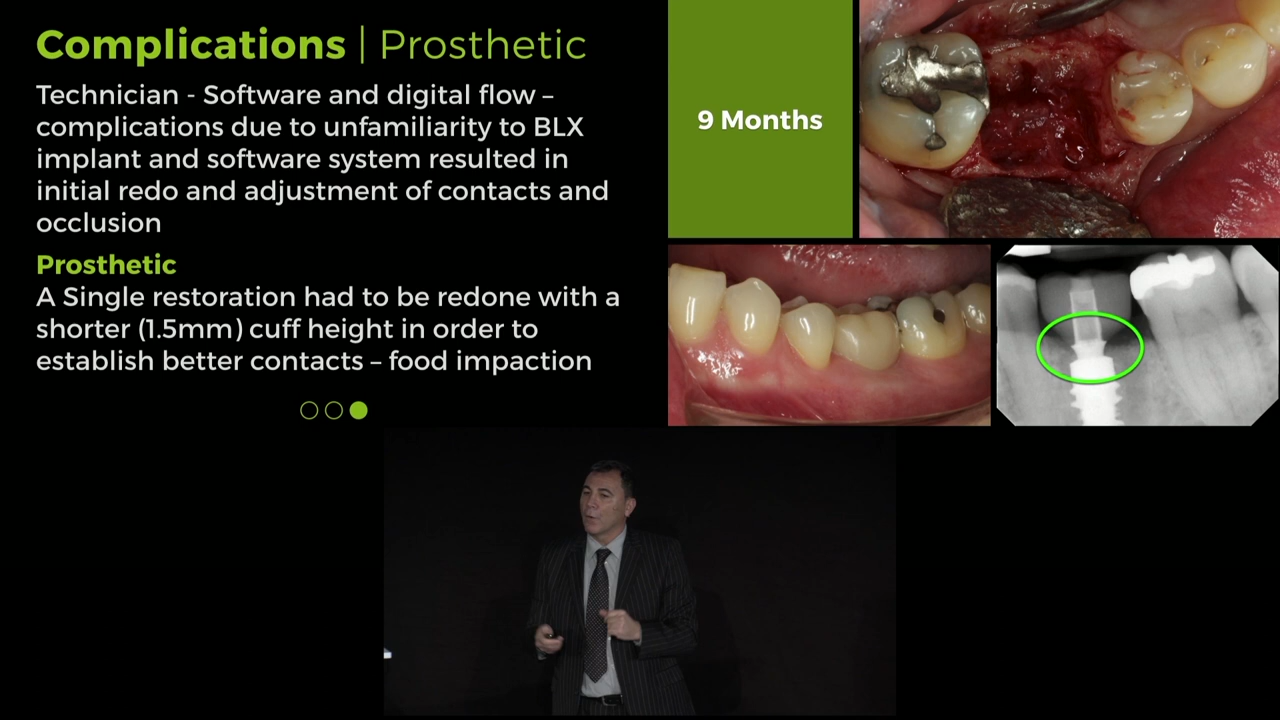 Complications | Prosthetic
Technician - Software and digital flow –
complications due to unfamiliarity to BLX
implant and software system resulted in
initial redo and adjustment of contacts and
occlusion
Prosthetic
A Single restoration had to be redone with a
shorter (1.5mm) cuff height in order to
establish better contacts – food impaction
9 Months